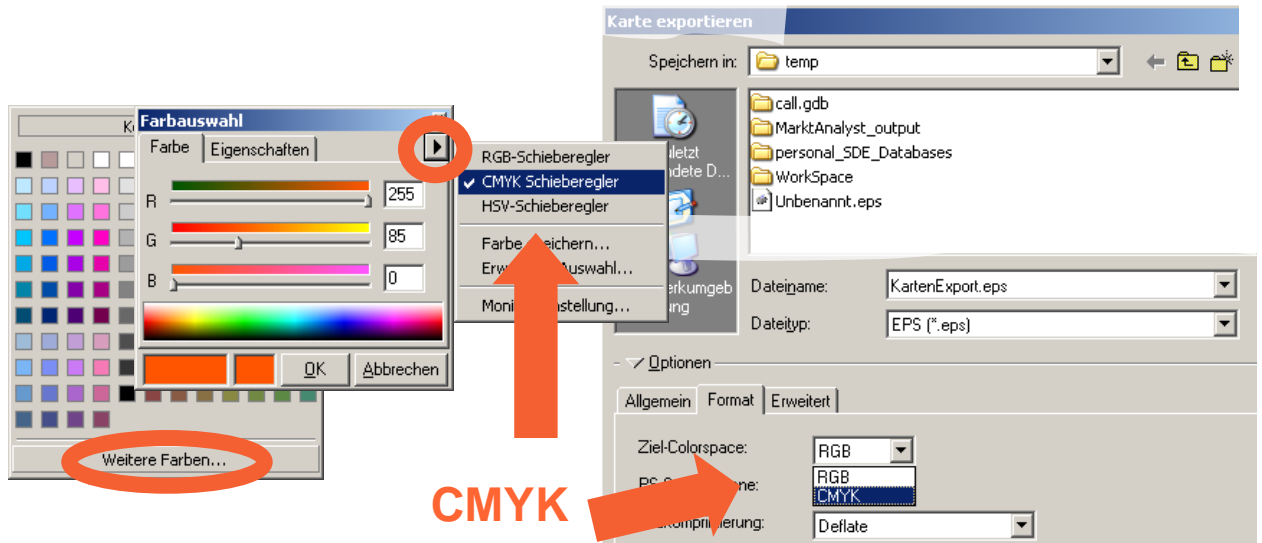 Karte exportieren
Speichern in:
temp
call.gdb
MarktAnalyst_output
personal_SDE_Databases
WorkSpace
Unbenannt.eps
Dateiname:
KartenExport.eps
Dateityp:
EPS (*.eps)
Optionen
Allgemein
Format
Erweitert
Ziel-Colorspace:
RGB
RGB
CMYK
Deflate
Farbauswahl
Farbe
Eigenschaften
R
255
G
85
B
0
OK
Abbrechen
RGB-Schieberegler
CMYK Schieberegler
HSV-Schieberegler
Farbe
Weitere Farben...
CMYK